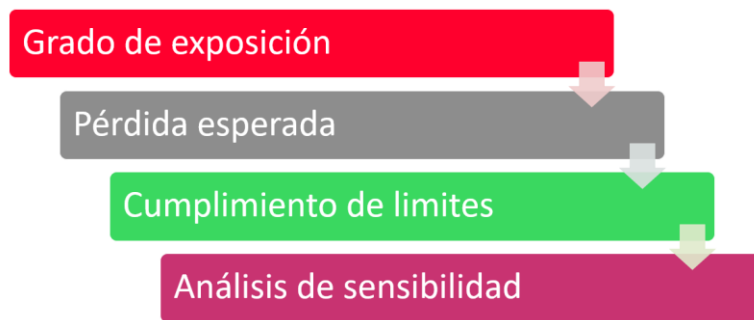 Grado de exposición
Pérdida esperada
Cumplimiento de limites
Análisis de sensibilidad